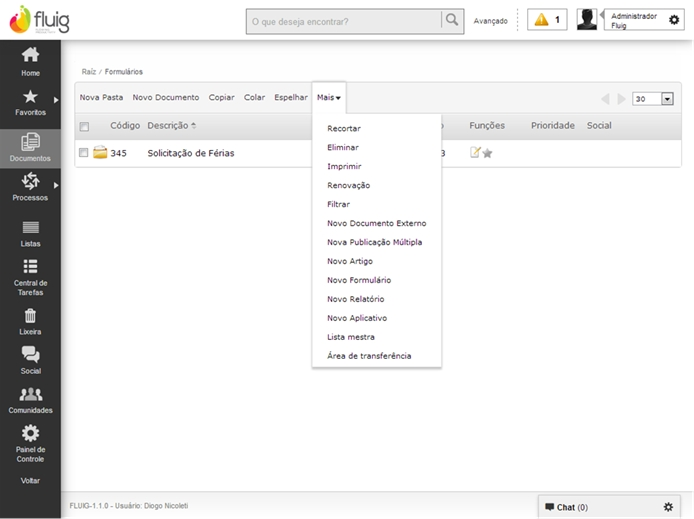 fluig
O que deseja encontrar?
Avançado
1
Administrador
Fluig
Home
Favoritos
Documentos
Processos
Listas
Central de
Tarefas
Lixeira
Social
Comunidades
Painel de
Controle
Voltar
Raiz / Formulários
Nova Pasta Novo Documento Copiar Colar Espelhar Mais
30
Código Descrição o Funções Prioridade Social
345 Solicitação de Férias 3
Recortar
Eliminar
Imprimir
Renovação
Filtrar
Novo Documento Externo
Nova Publicação Múltipla
Novo Artigo
Novo Formulário
Novo Relatório
Novo Aplicativo
Lista mestra
Área de transferência
FLUIG-1.1.0 - Usuário: Diogo Nicoleti
Chat (0)